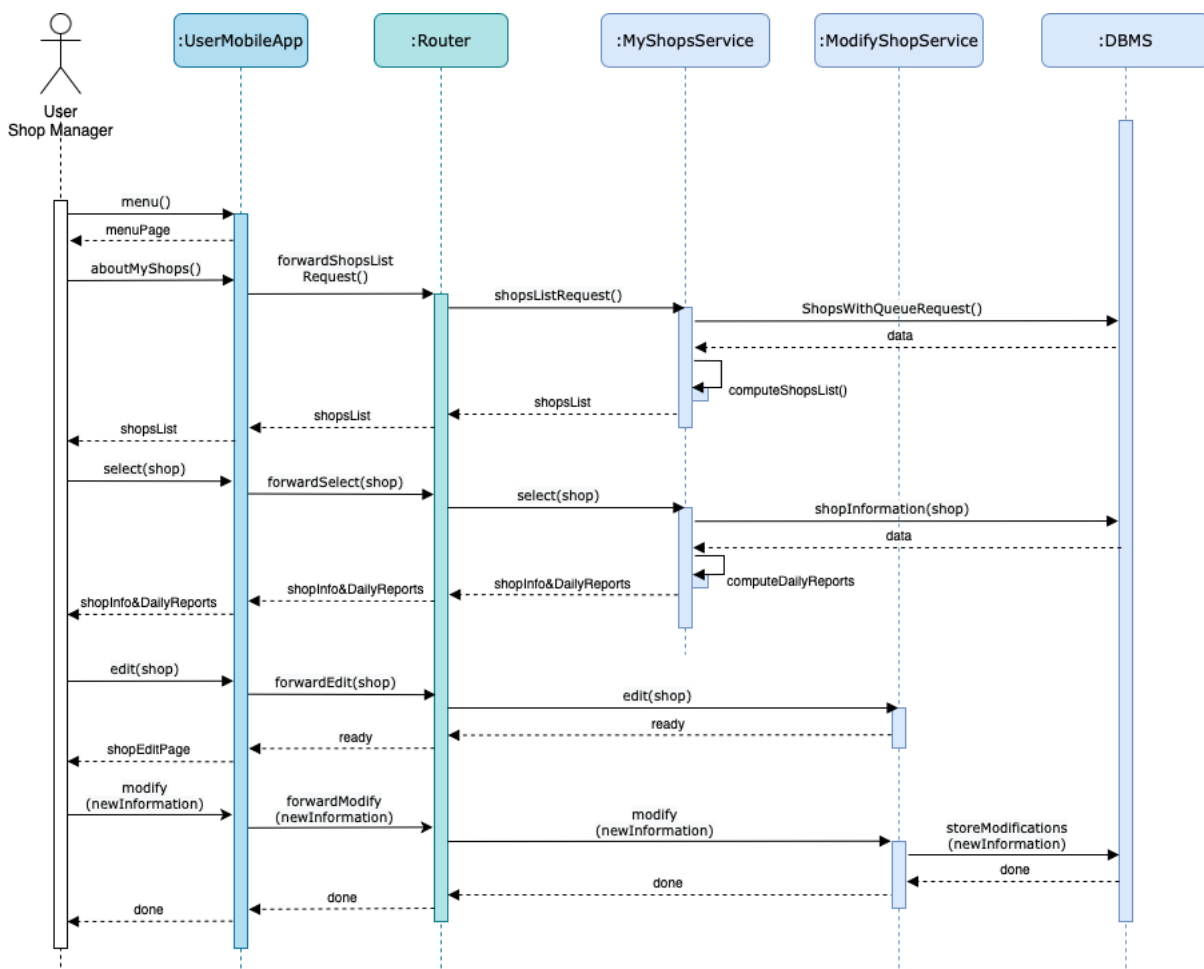 :UserMobileApp
:Router
:MyShopsService
:ModifyShopService
:DBMS
User
Shop Manager
menu()
menuPage
aboutMyShops()
forwardShopsList
Request()
shopsListRequest()
ShopsWithQueueRequest()
data
computeShopsList()
shopsList
shopsList
shopsList
select(shop)
forwardSelect(shop)
select(shop)
shopInformation(shop)
data
computeDailyReports
shopInfo&DailyReports
shopInfo&DailyReports
shopInfo&DailyReports
edit(shop)
forwardEdit(shop)
edit(shop)
ready
ready
shopEditPage
modify
(newInformation)
forwardModify
(newInformation)
modify
(newInformation)
storeModifications
(newInformation)
done
done
done
done